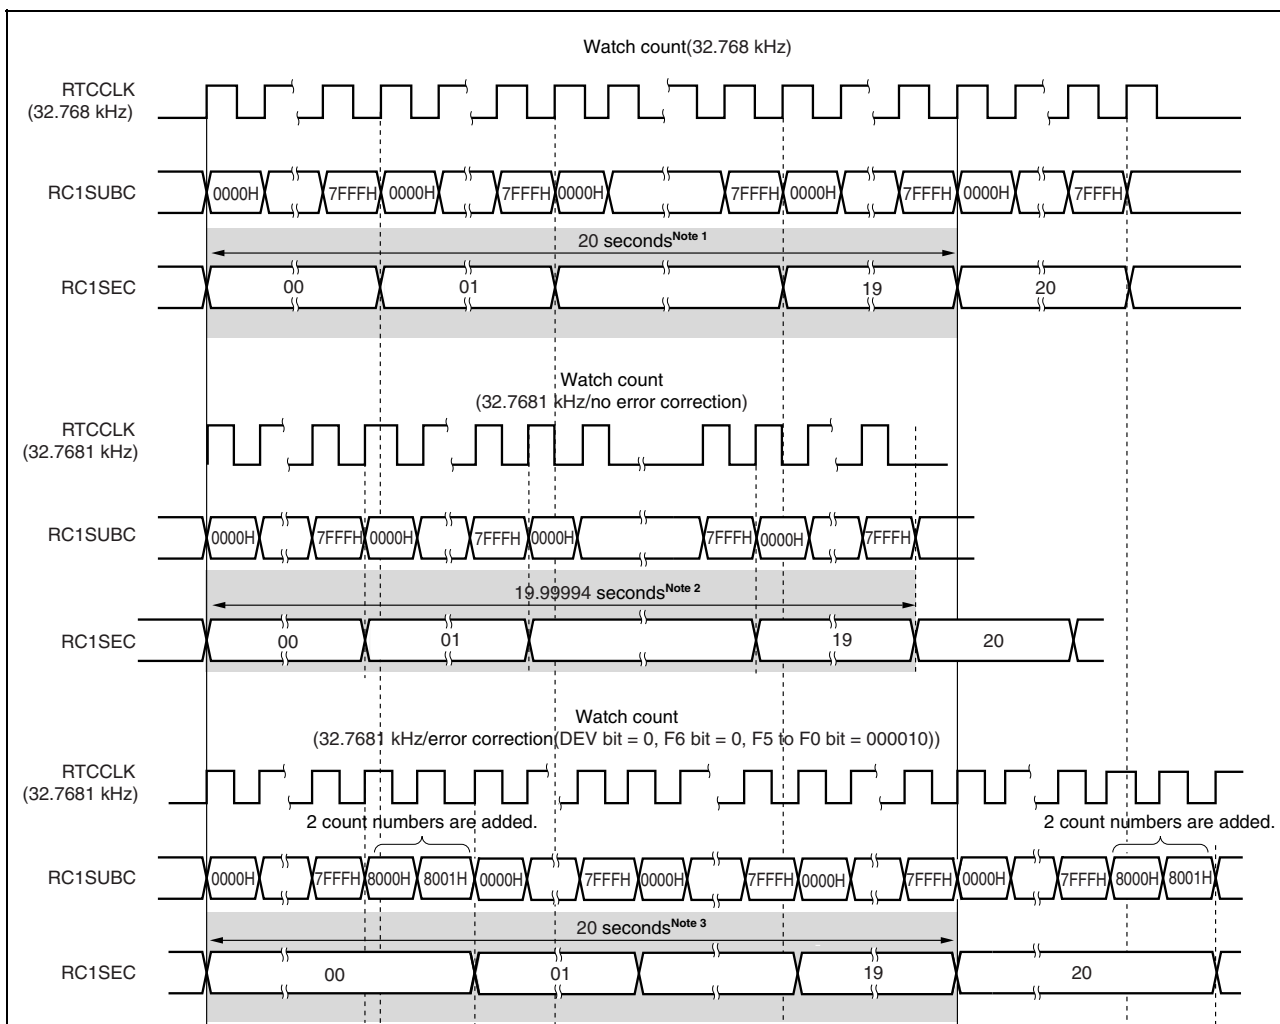 Watch count(32.768 kHz)
RTCCLK
(32.768 kHz)
RC1SUBC
0000H 7FFFH 0000H 7FFFH 0000H 7FFFH 0000H 7FFFH 0000H 7FFFH
20 seconds Note 1
RC1SEC
00 01 19 20
Watch count
(32.7681 kHz/no error correction)
RTCCLK
(32.7681 kHz)
RC1SUBC
0000H 7FFFH 0000H 7FFFH 0000H 7FFFH 0000H 7FFFH
19.99994 seconds Note 2
RC1SEC
00 01 19 20
Watch count
(32.7681 kHz/error correction(DEV bit = 0, F6 bit = 0, F5 to F0 bit = 000010))
RTCCLK
(32.7681 kHz)
2 count numbers are added. 2 count numbers are added.
RC1SUBC
0000H 7FFFH 8000H 8001H 0000H 7FFFH 0000H 7FFFH 0000H 7FFFH 0000H 7FFFH 8000H 8001H
20 seconds Note 3
RC1SEC
00 01 19 20